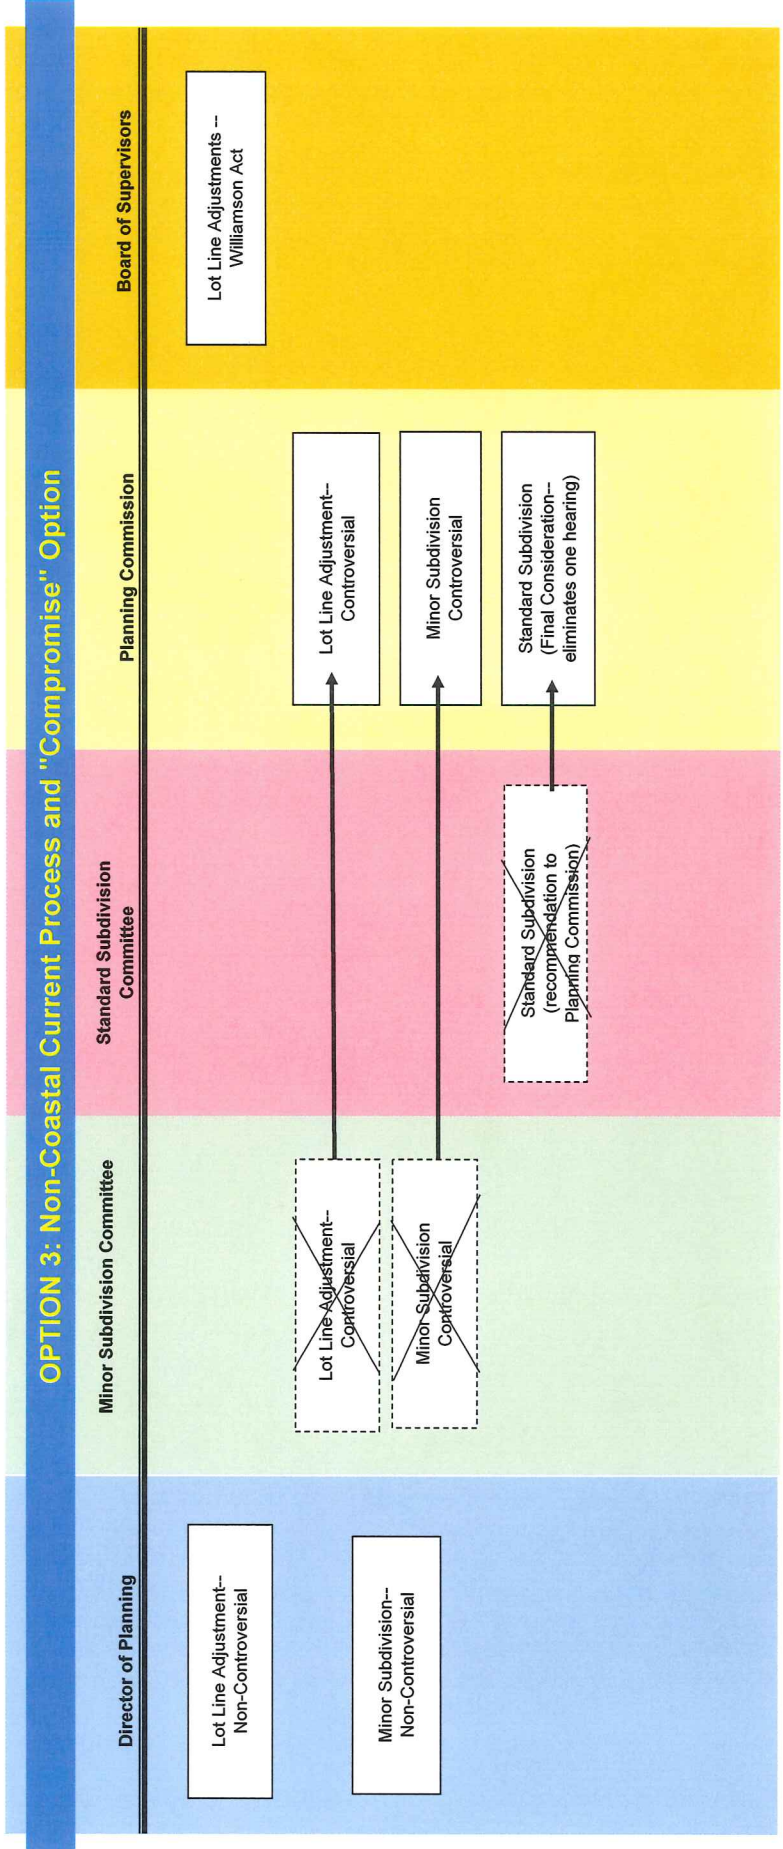 OPTION 3: Non-Coastal Current Process and "Compromise" Option
Director of Planning
Minor Subdivision Committee
Standard Subdivision
Committee
Planning Commission
Board of Supervisors
Lot Line Adjustment--
Non-Controversial
Minor Subdivision--
Non-Controversial
Lot Line Adjustment--
Controversial
Minor Subdivision
Controversial
Standard Subdivision
(recommendation to
Planning Commission)
Lot Line Adjustment--
Controversial
Minor Subdivision
Controversial
Standard Subdivision
(Final Consideration--
eliminates one hearing)
Lot Line Adjustments --
Williamson Act